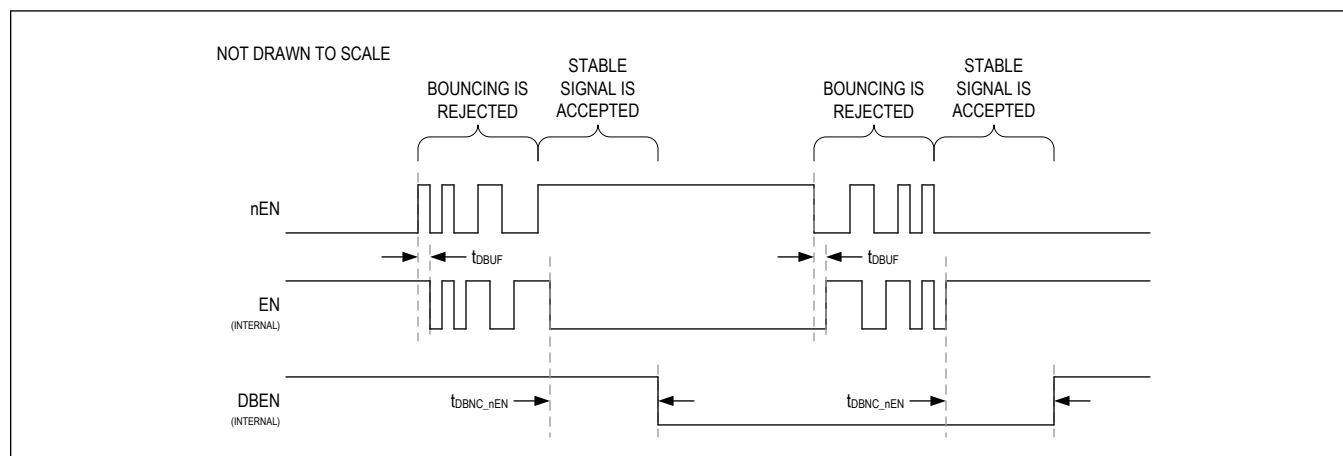 NOT DRAWN TO SCALE
BOUNCING IS
REJECTED
STABLE
SIGNAL IS
ACCEPTED
BOUNCING IS
REJECTED
STABLE
SIGNAL IS
ACCEPTED
nEN
tDBUF
tDBUF
EN
(INTERNAL)
DBEN
(INTERNAL)
tDBNC_nEN
tDBNC_nEN